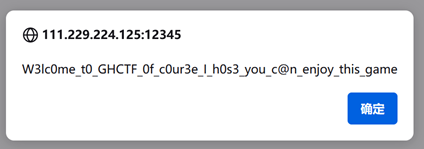 111.229.224.125:12345
W3lc0me_t0_GHCTF_0f_c0ur3e_I_h0s3_you_c@n_enjoy_this_game
确定